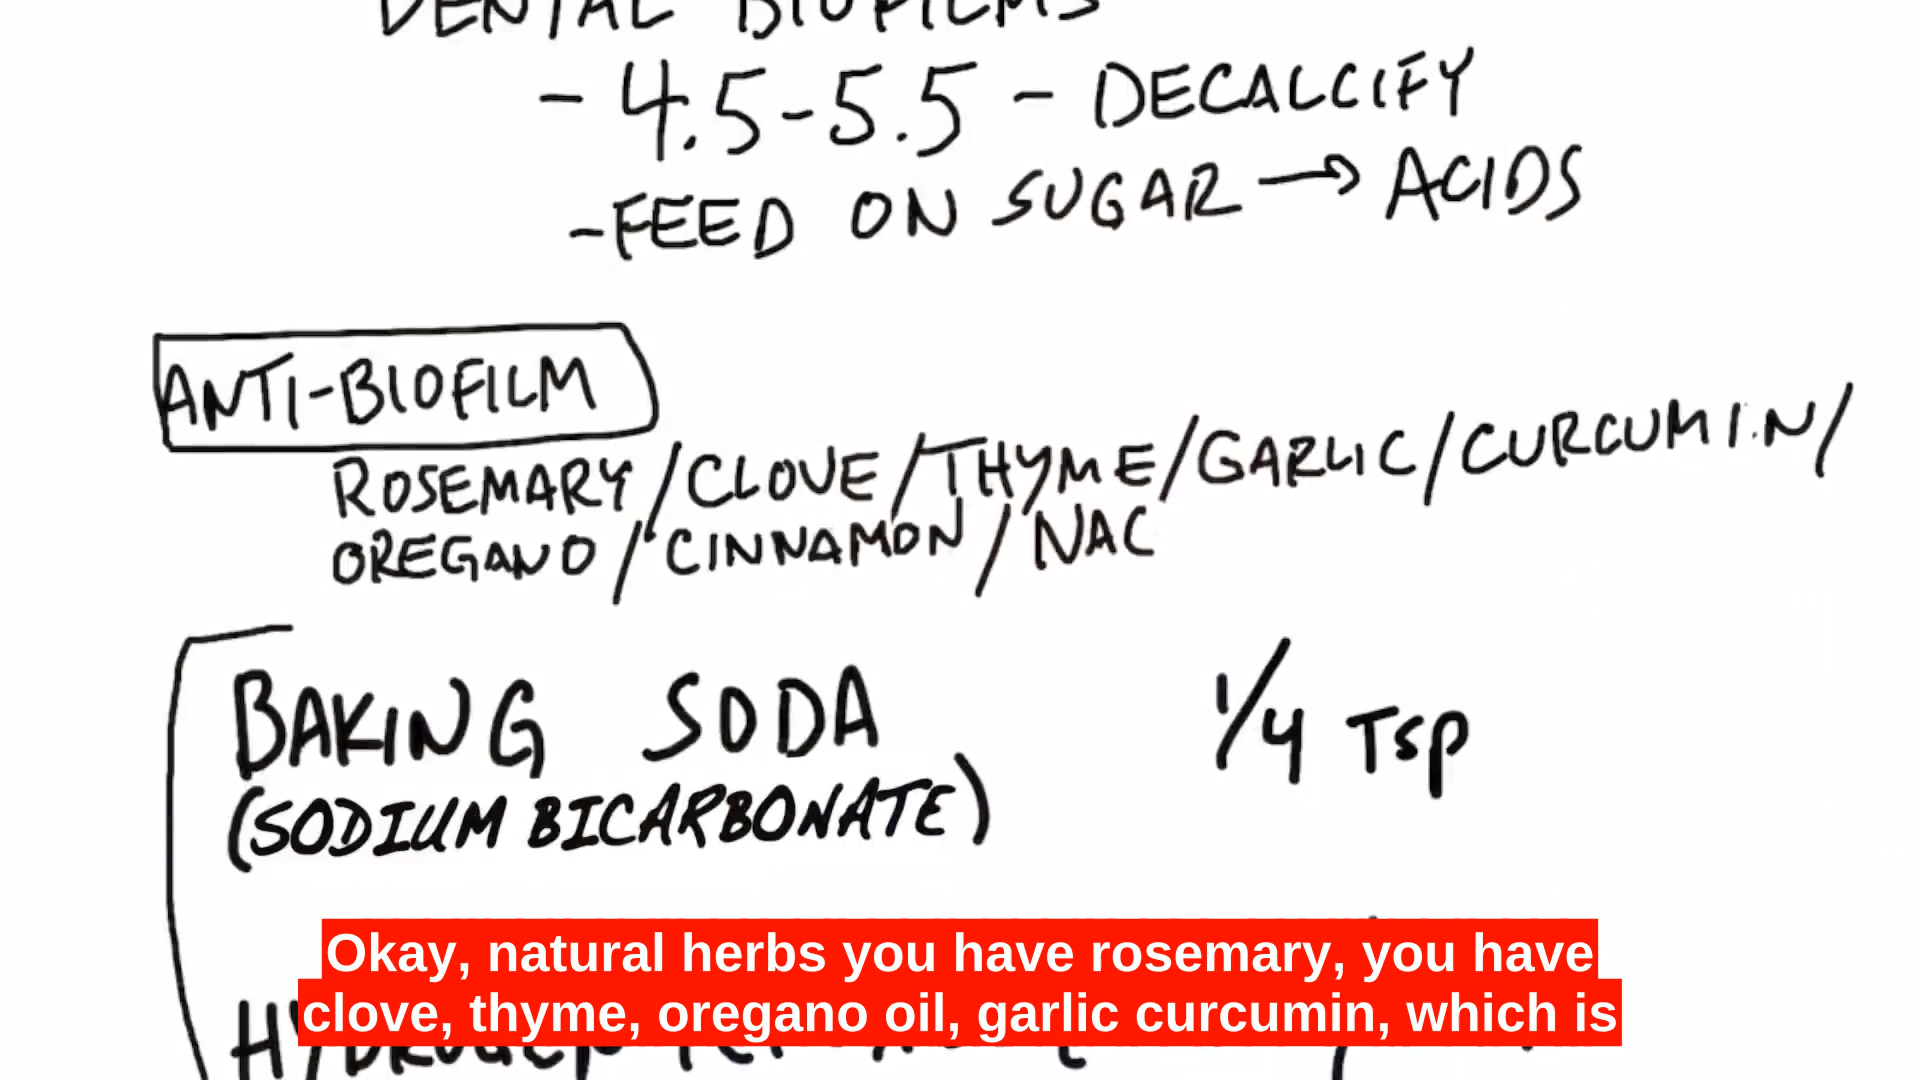 DENTAL BIOFILMS
- 4.5-5.5 - DECALCIFY
- FEED ON SUGAR → ACIDS
ANTI-BIOFILM
ROSEMARY / CLOVE / THYME / GARLIC / CURCUMIN /
OREGANO / CINNAMON / NAC
BAKING SODA 1/4 TSP
(SODIUM BICARBONATE)
Okay, natural herbs you have rosemary, you have
clove, thyme, oregano oil, garlic curcumin, which is